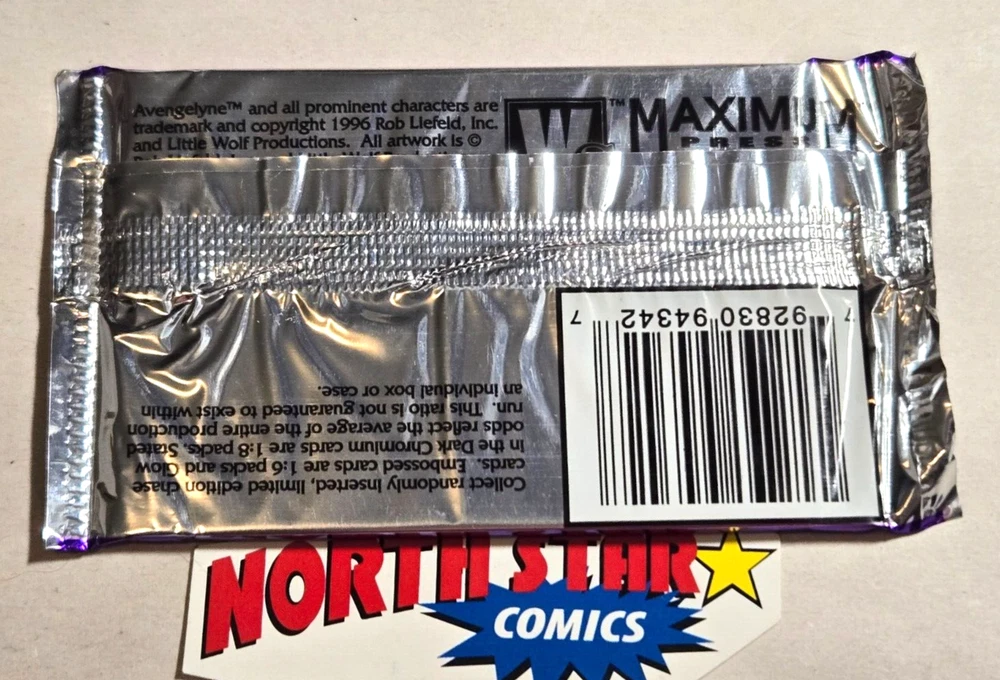 Avengelyne™ and all prominent characters are
trademark and copyright 1996 Rob Liefeld, Inc.
and Little Wolf Productions. All artwork is ©
™ MAXIMUM
PRESS
Collect randomly inserted, limited edition chase
cards. Embossed cards are 1:6 packs and Glow
in the Dark Chromium cards are 1:8 packs. Stated
odds reflect the average of the entire production
run. This ratio is not guaranteed to exist within
an individual box or case.
7 92830 94342 7
NORTH STAR
COMICS